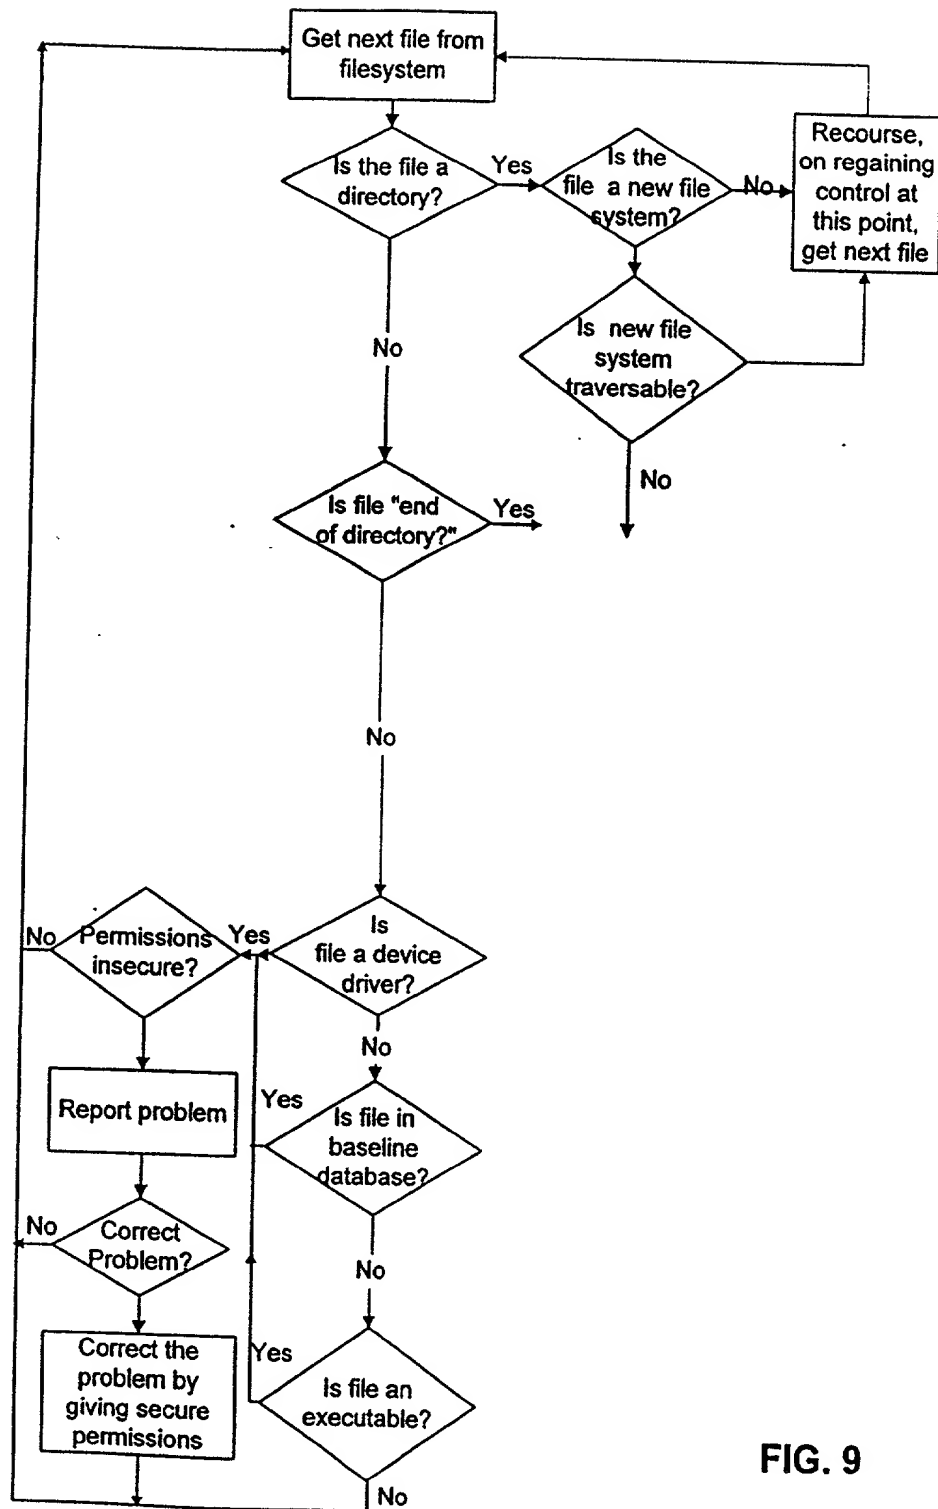 Get next file from
filesystem
Is the file a
directory?
Yes
Is the
file a new file
system?
No
Recourse,
on regaining
control at
this point,
get next file
No
Is new file
system
traversable?
No
Is file "end
of directory?"
Yes
No
No
Permissions
insecure?
Yes
Is
file a device
driver?
No
Report problem
Yes
Is file in
baseline
database?
No
Correct
Problem?
No
Correct the
problem by
giving secure
permissions
Yes
Is file an
executable?
No
FIG. 9